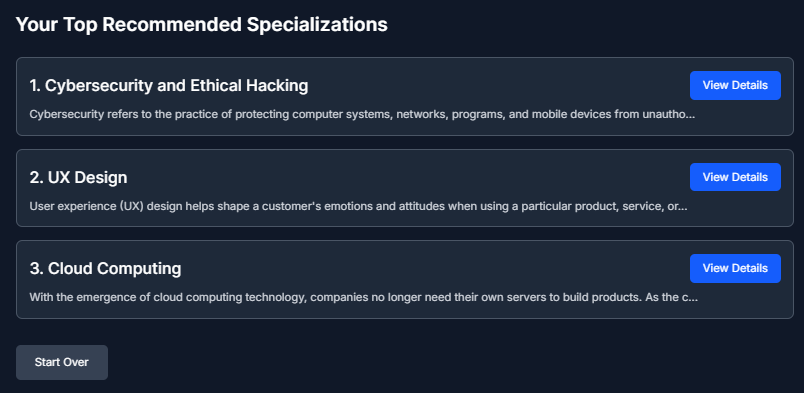 Your Top Recommended Specializations
1. Cybersecurity and Ethical Hacking
View Details
Cybersecurity refers to the practice of protecting computer systems, networks, programs, and mobile devices from unautho...
2. UX Design
View Details
User experience (UX) design helps shape a customer's emotions and attitudes when using a particular product, service, or...
3. Cloud Computing
View Details
With the emergence of cloud computing technology, companies no longer need their own servers to build products. As the c...
Start Over